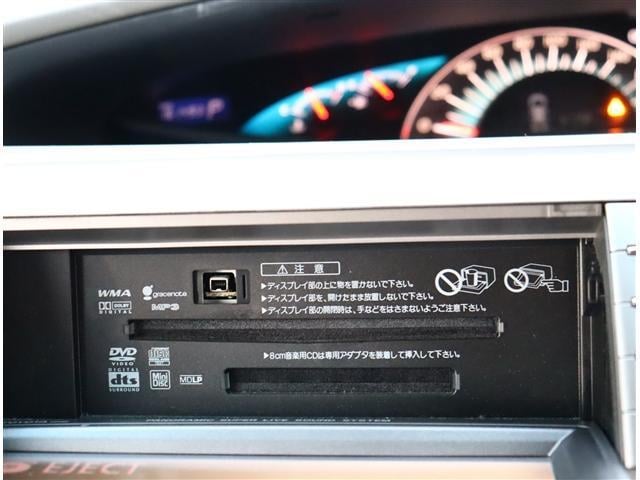 P
⚠ 注 意
WMA
gracenote
MP3
▶ディスプレイ部の上に物を置かないで下さい。
▶ディスプレイ部を、開けたまま放置しないで下さい。
▶ディスプレイ部の開閉時は、手などをはさまないようご注意下さい。
DOLBY
DIGITAL
DVD
VIDEO
▶8cm音楽用CDは専用アダプタを装着して挿入して下さい。
DIGITAL
dts
SURROUND
Mini
Disc
MDLP
PANORAMIC SUPER LIVE SOUND SYSTEM
EJECT